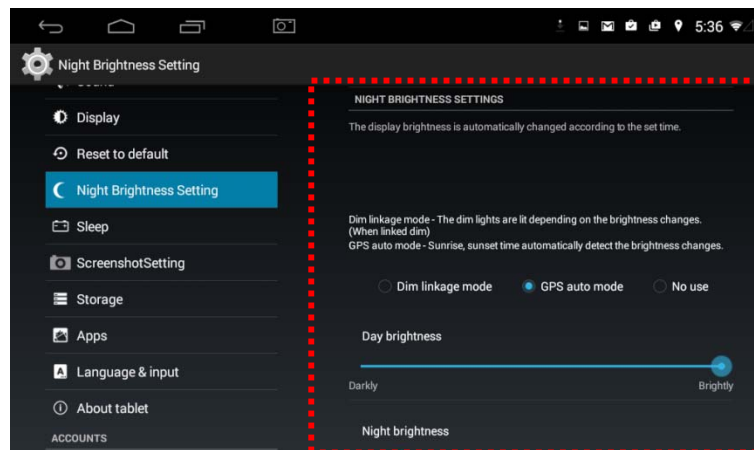 5:36
Night Brightness Setting
Sound
Display
Reset to default
Night Brightness Setting
Sleep
ScreenshotSetting
Storage
Apps
Language & input
About tablet
ACCOUNTS
NIGHT BRIGHTNESS SETTINGS
The display brightness is automatically changed according to the set time.
Dim linkage mode - The dim lights are lit depending on the brightness changes.
(When linked dim)
GPS auto mode - Sunrise, sunset time automatically detect the brightness changes.
Dim linkage mode GPS auto mode No use
Day brightness
Darkly Brightly
Night brightness